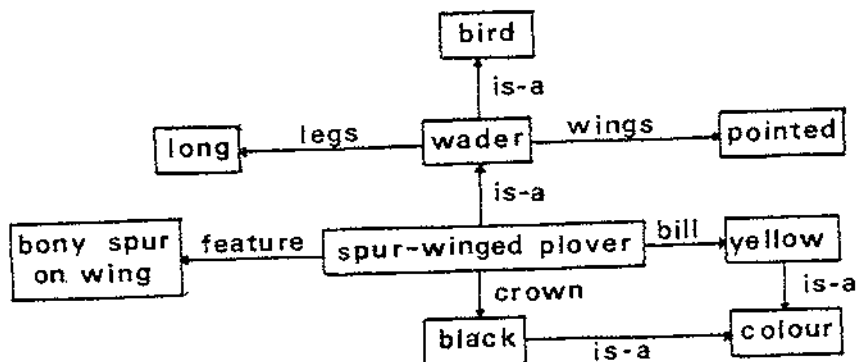 bird
is-a
long
legs
wader
wings
pointed
is-a
bony spur
on wing
feature
spur-winged plover
bill
yellow
crown
is-a
black
is-a
colour